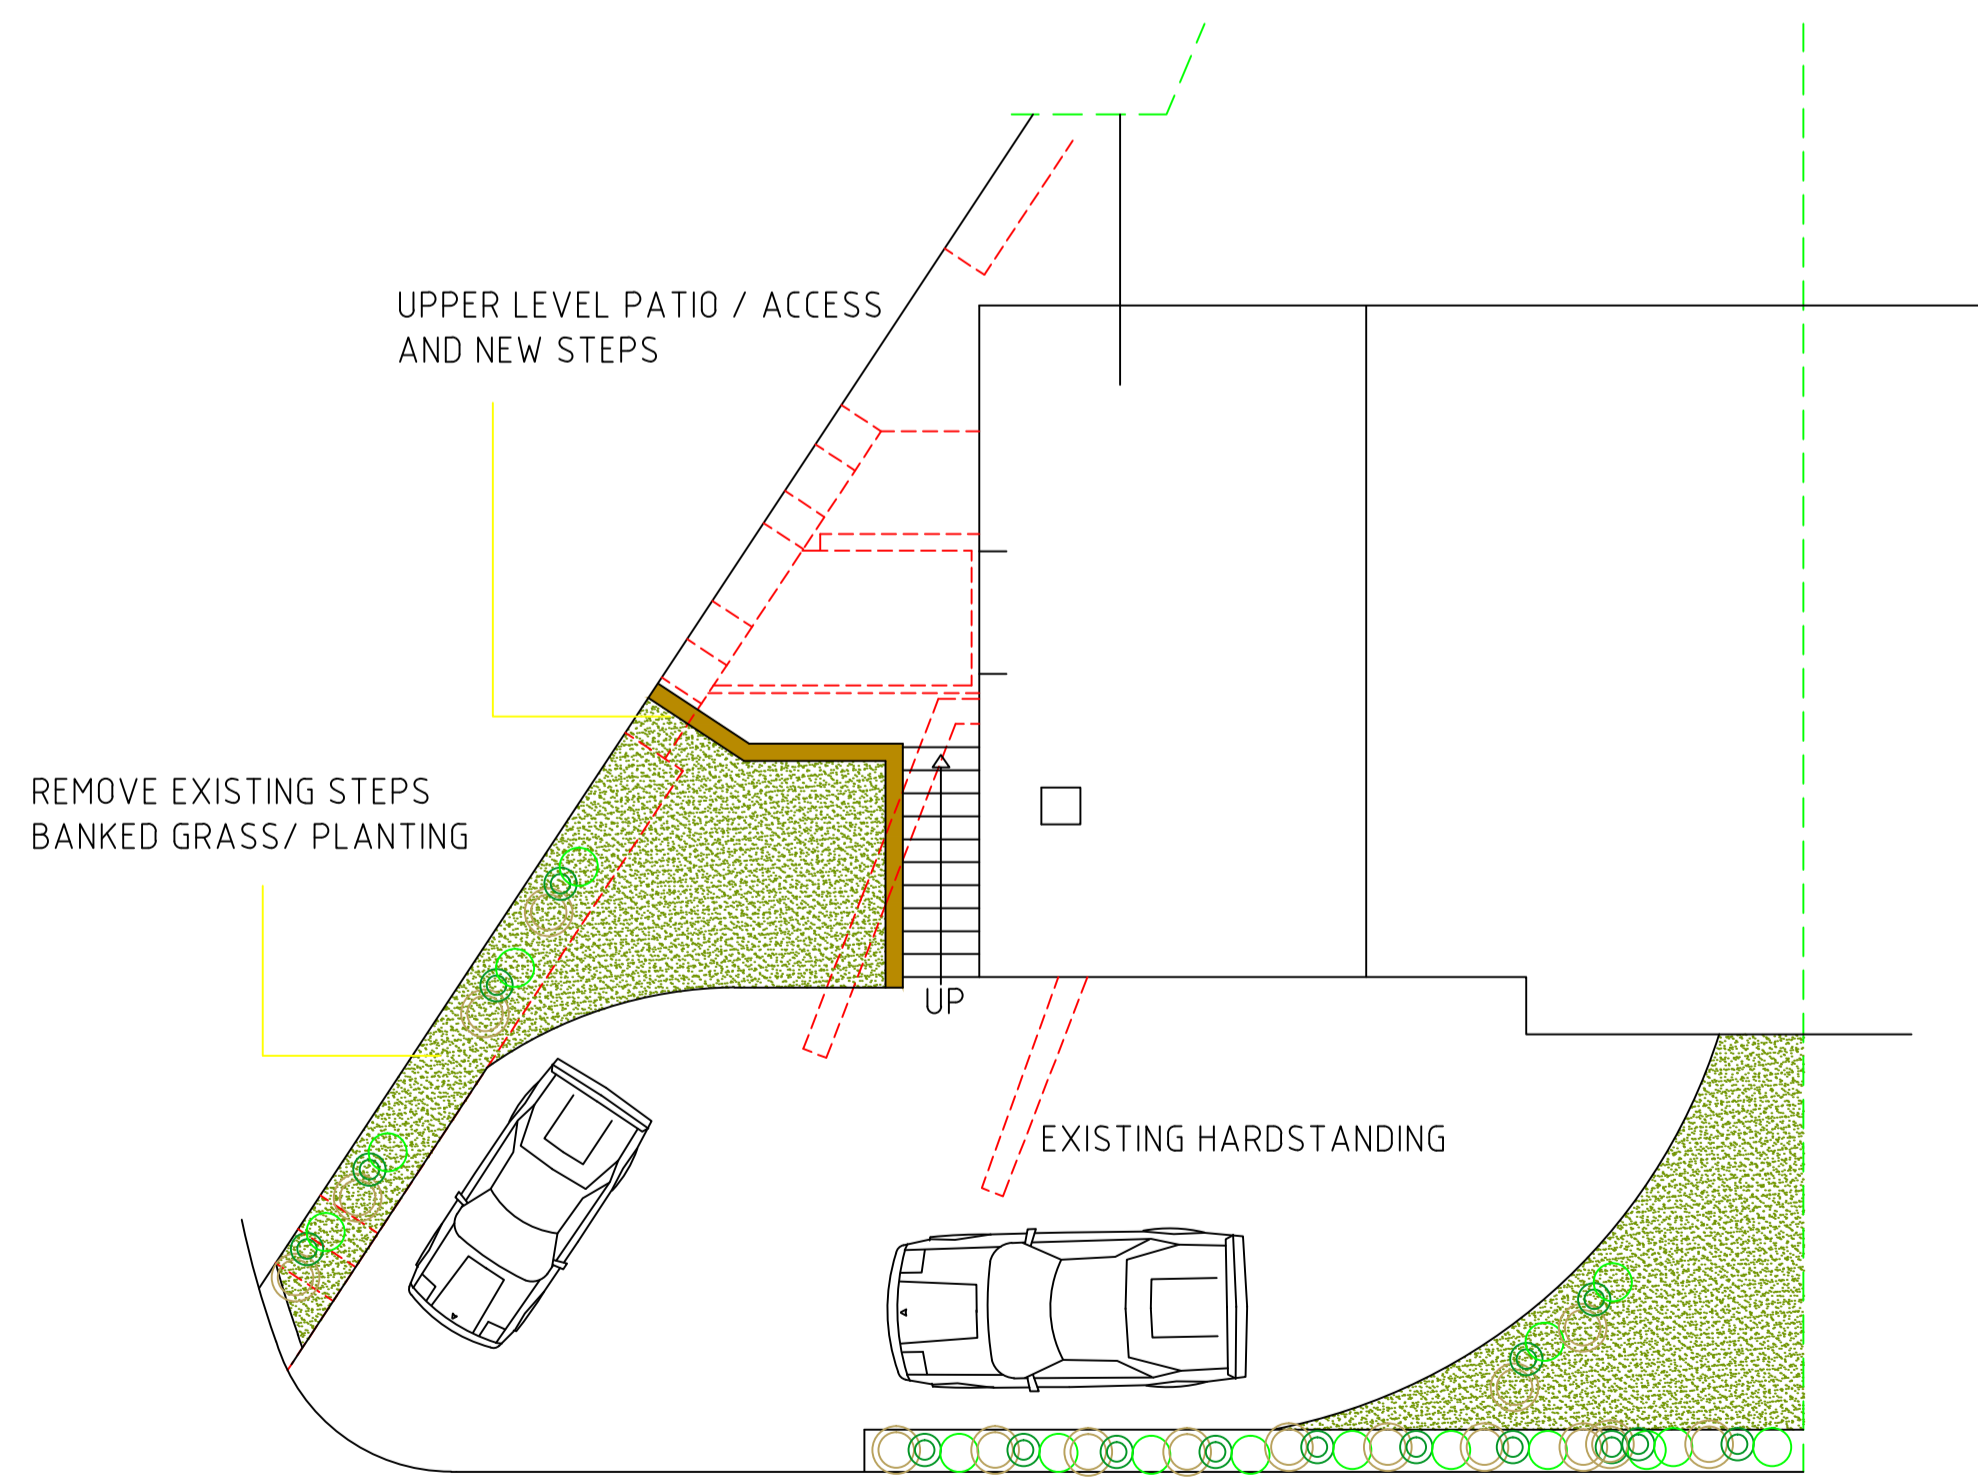 UPPER LEVEL PATIO / ACCESS
AND NEW STEPS
REMOVE EXISTING STEPS
BANKED GRASS/ PLANTING
UP
EXISTING HARDSTANDING